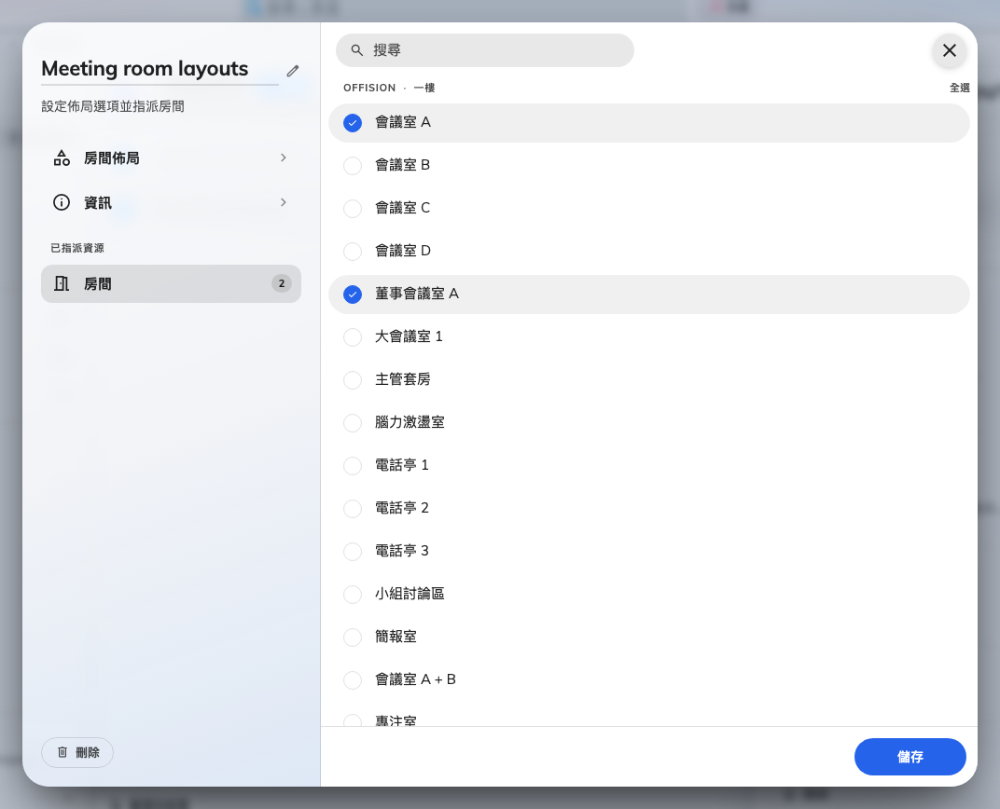 Meeting room layouts
設定佈局選項並指派房間
房間佈局
資訊
已指派資源
房間 2
刪除
搜尋
OFFISION · 一樓 全選
會議室 A
會議室 B
會議室 C
會議室 D
董事會議室 A
大會議室 1
主管套房
腦力激盪室
電話亭 1
電話亭 2
電話亭 3
小組討論區
簡報室
會議室 A + B
專注室
儲存